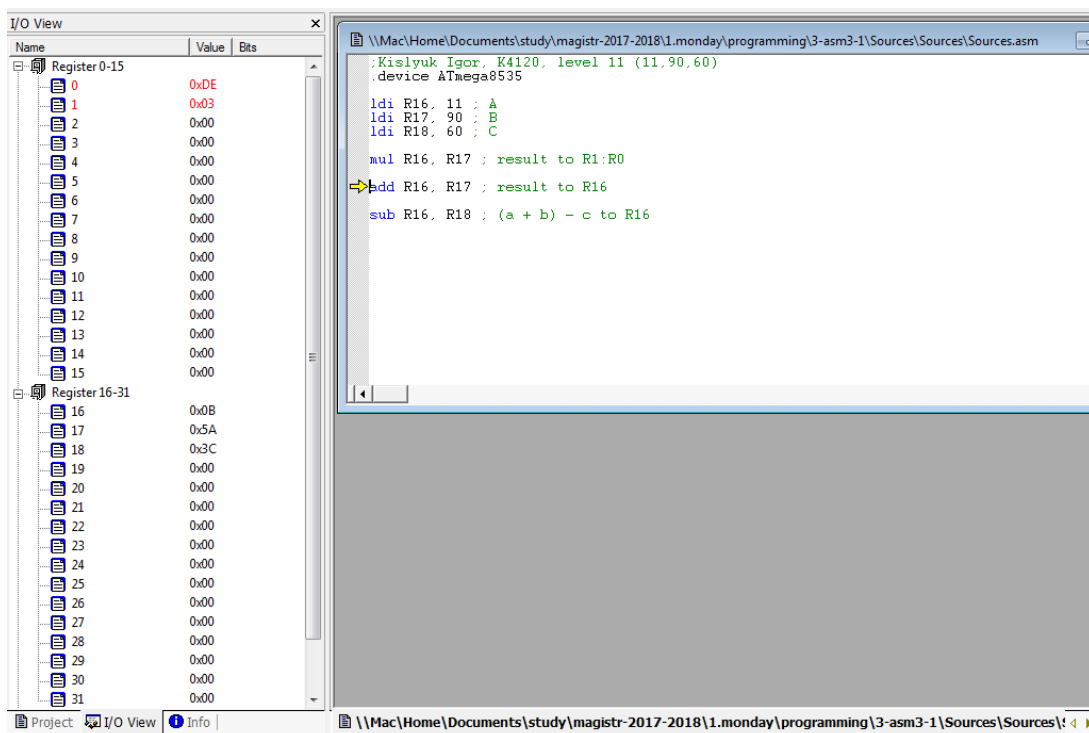 I/O View
Name Value Bits
Register 0-15
0 0xDE
1 0x03
2 0x00
3 0x00
4 0x00
5 0x00
6 0x00
7 0x00
8 0x00
9 0x00
10 0x00
11 0x00
12 0x00
13 0x00
14 0x00
15 0x00
Register 16-31
16 0x0B
17 0x5A
18 0x3C
19 0x00
20 0x00
21 0x00
22 0x00
23 0x00
24 0x00
25 0x00
26 0x00
27 0x00
28 0x00
29 0x00
30 0x00
31 0x00
Project I/O View Info
\\Mac\Home\Documents\study\magistr-2017-2018\1.monday\programming\3-asm3-1\Sources\Sources\Sources.asm
;Kislyuk Igor, K4120, level 11 (11,90,60)
.device ATmega8535
ldi R16, 11 ; A
ldi R17, 90 ; B
ldi R18, 60 ; C
mul R16, R17 ; result to R1:R0
add R16, R17 ; result to R16
sub R16, R18 ; (a + b) - c to R16
\\Mac\Home\Documents\study\magistr-2017-2018\1.monday\programming\3-asm3-1\Sources\Sources\